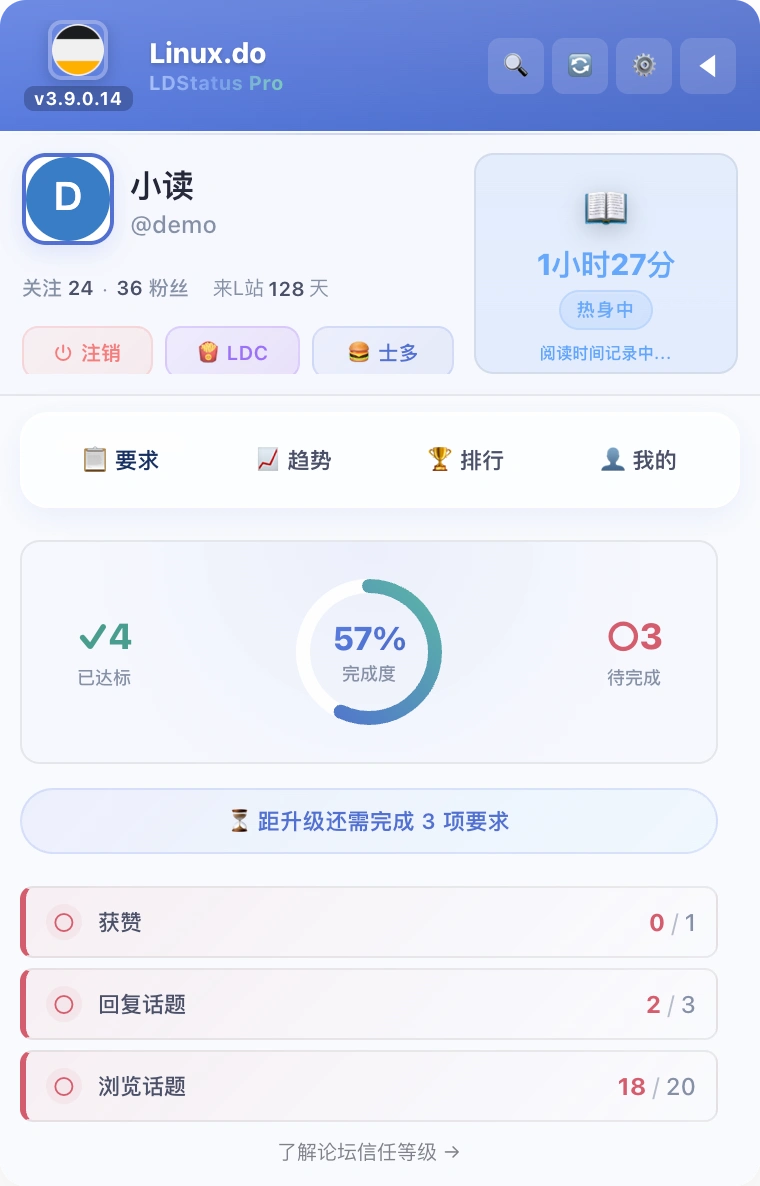 Linux.do
LDStatus Pro
v3.9.0.14
D
小读
@demo
关注 24 · 36 粉丝 来L站 128 天
注销
LDC
士多
1小时27分
热身中
阅读时间记录中...
要求
趋势
排行
我的
4
已达标
57%
完成度
3
待完成
距升级还需完成 3 项要求
获赞 0 / 1
回复话题 2 / 3
浏览话题 18 / 20
了解论坛信任等级 →